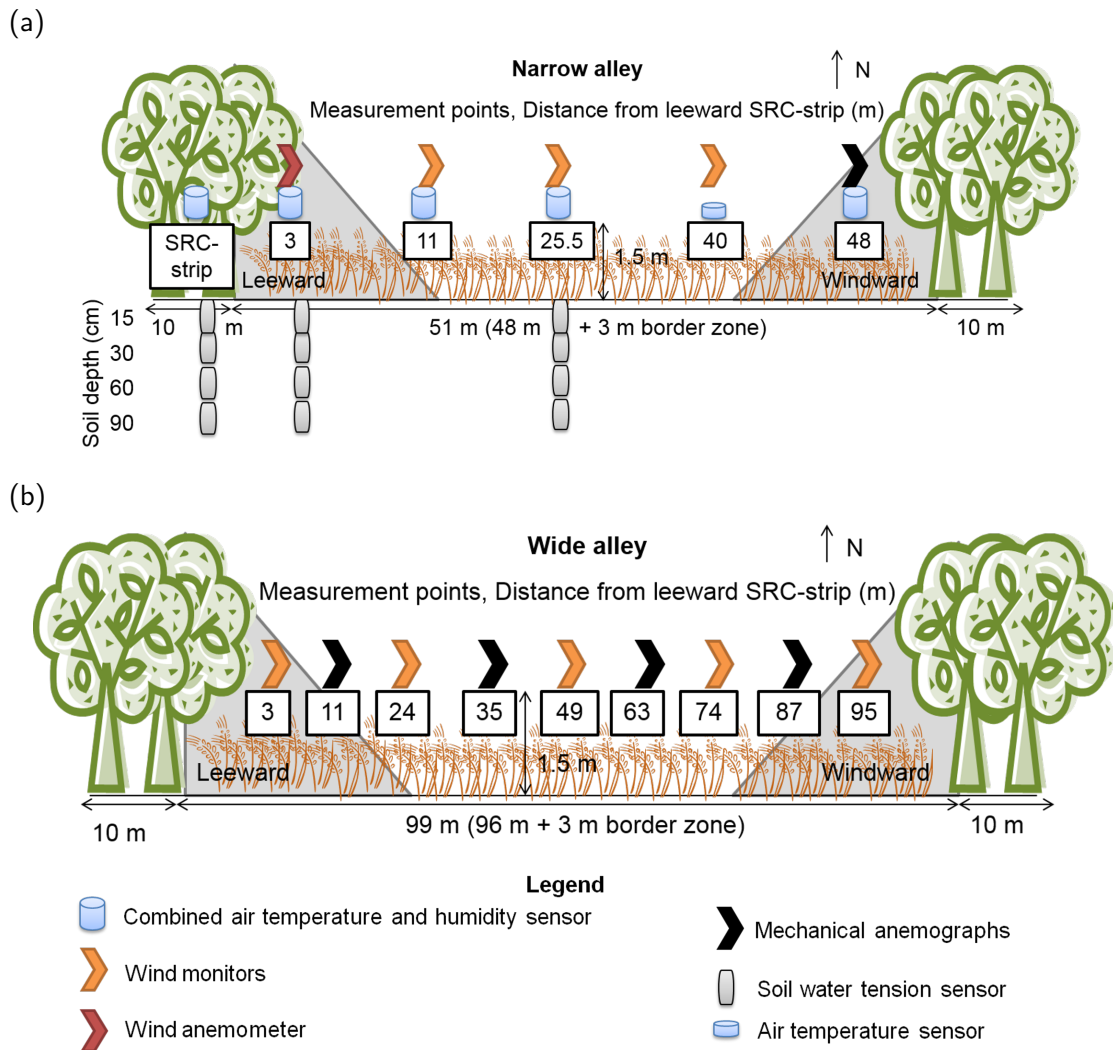 (a)
Narrow alley
N
Measurement points, Distance from leeward SRC-strip (m)
SRC-strip
3
11
25.5
40
48
1.5 m
Leeward
Windward
10 m
51 m (48 m + 3 m border zone)
10 m
Soil depth (cm)
15
30
60
90
(b)
Wide alley
N
Measurement points, Distance from leeward SRC-strip (m)
3
11
24
35
49
63
74
87
95
Leeward
1.5 m
Windward
10 m
99 m (96 m + 3 m border zone)
10 m
Legend
Combined air temperature and humidity sensor
Wind monitors
Wind anemometer
Mechanical anemographs
Soil water tension sensor
Air temperature sensor